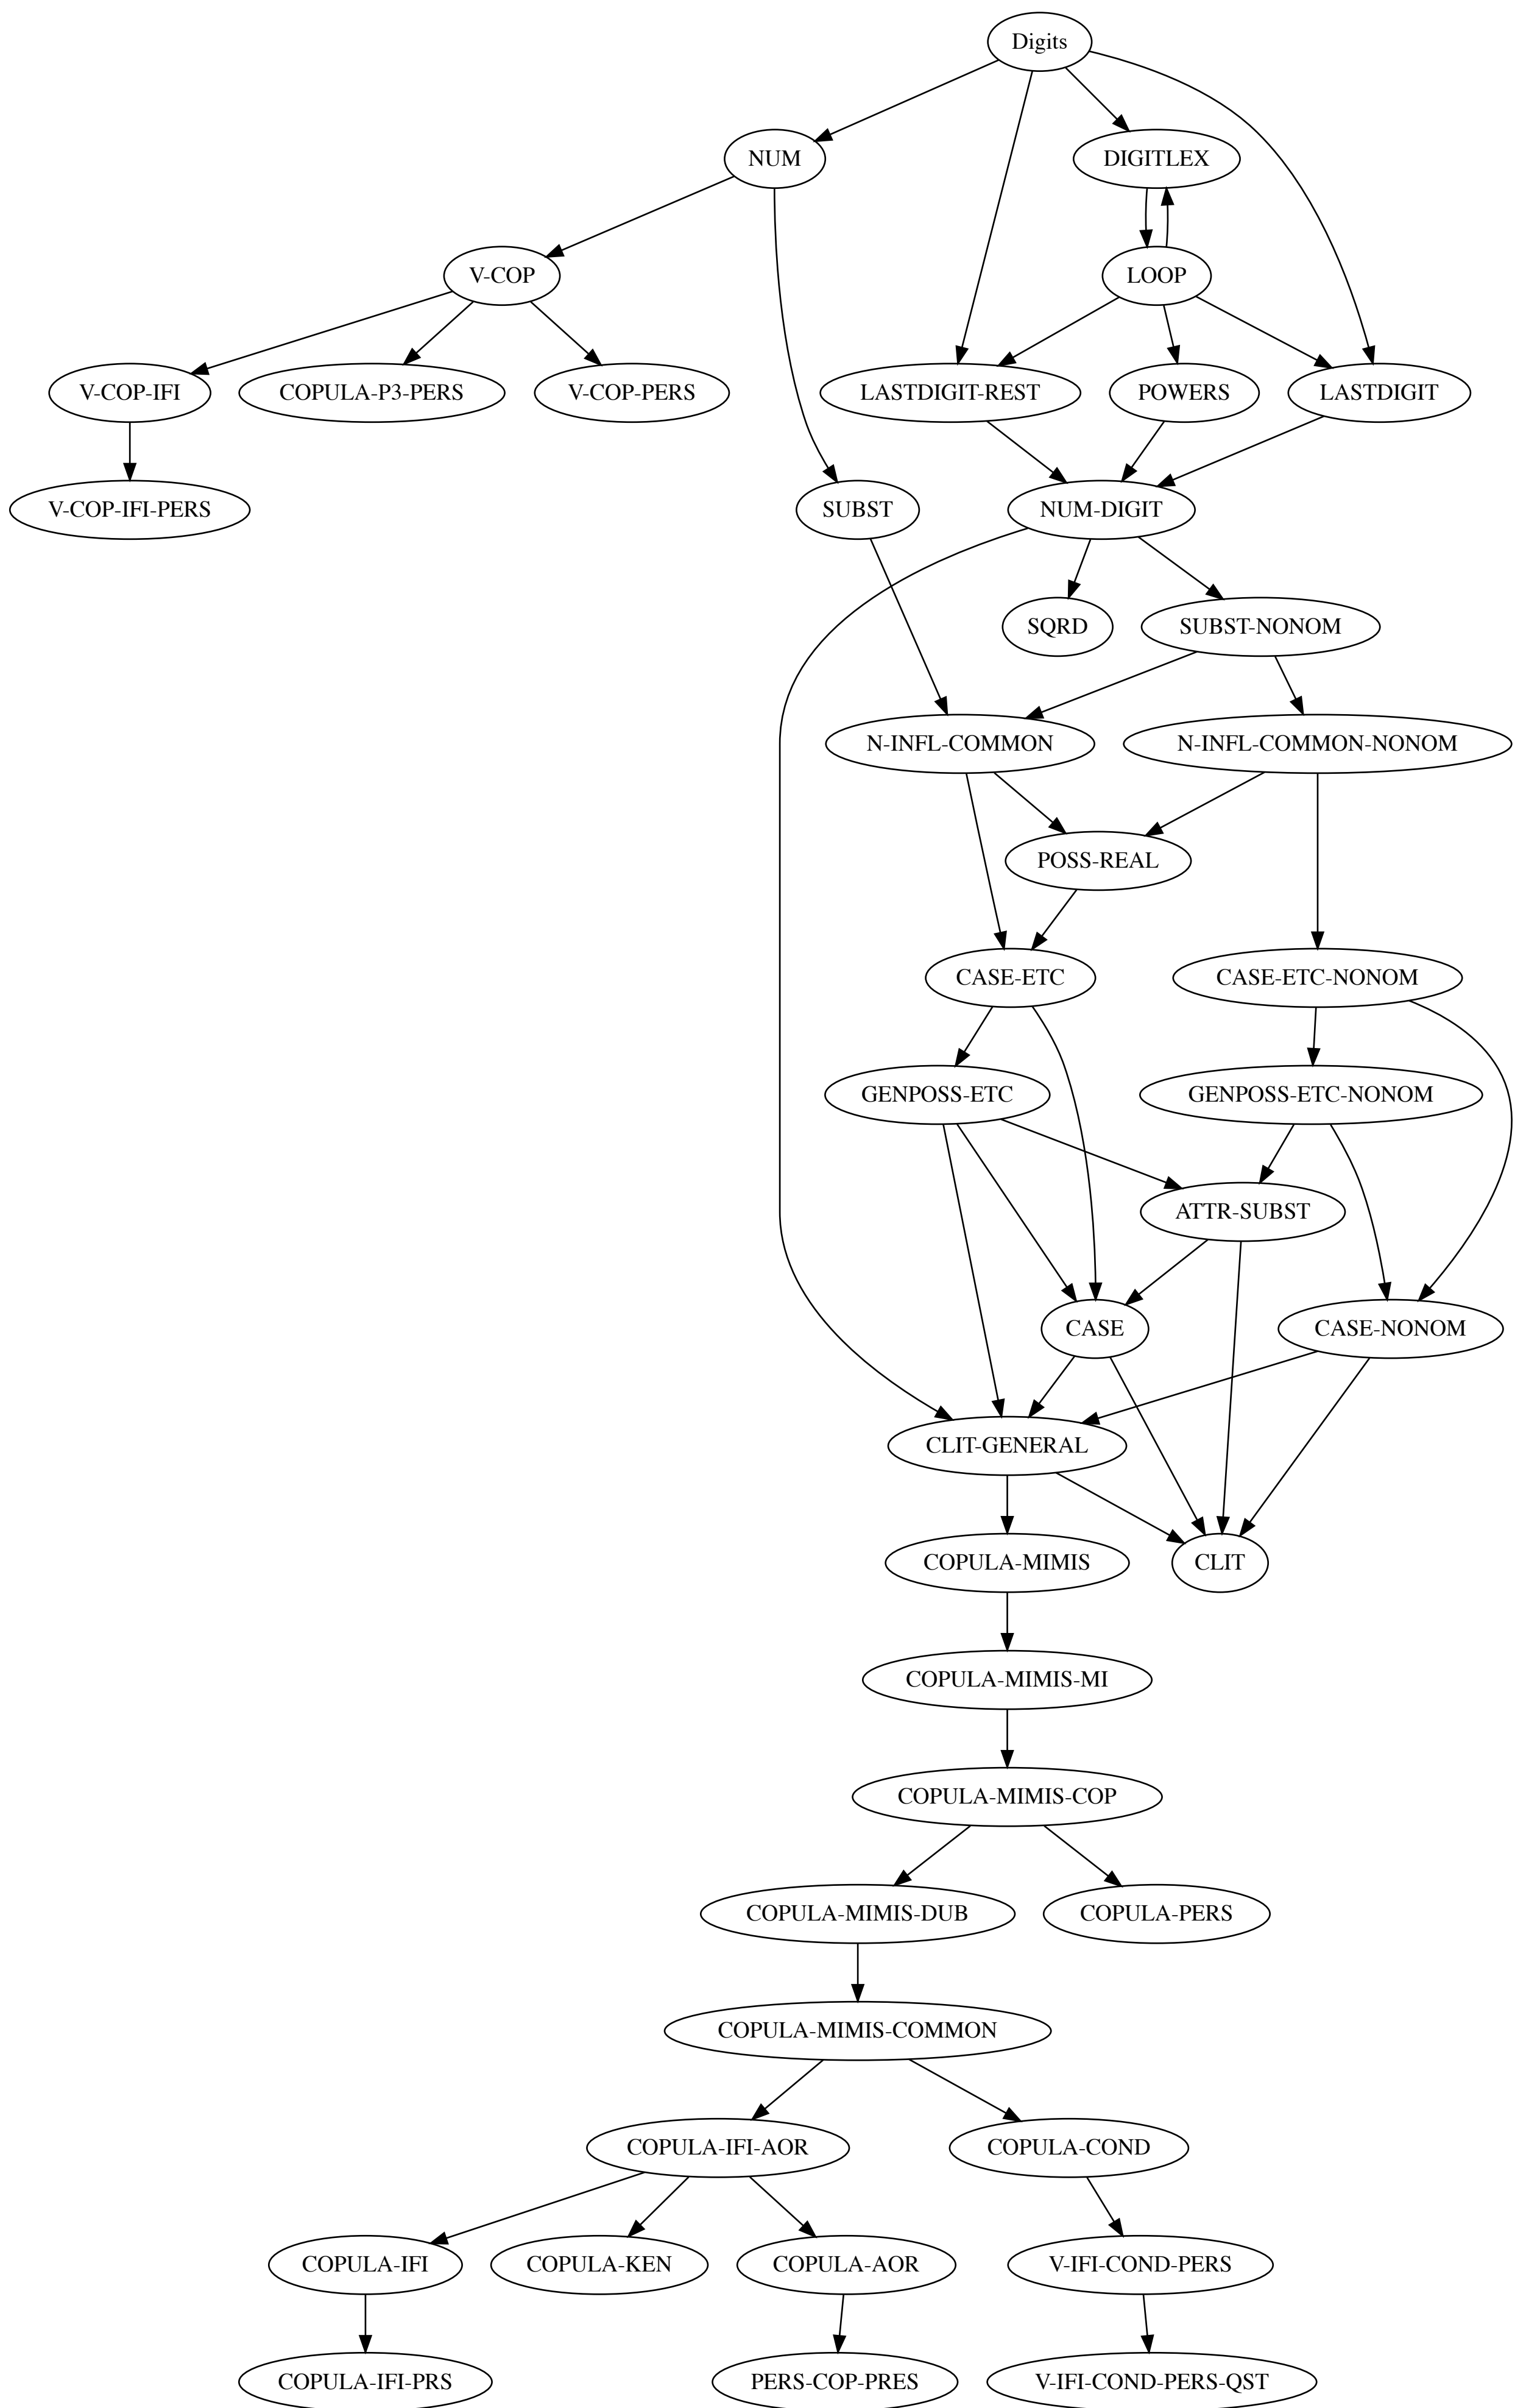 Digits
NUM
DIGITLEX
V-COP
LOOP
V-COP-IFI
COPULA-P3-PERS
V-COP-PERS
LASTDIGIT-REST
POWERS
LASTDIGIT
V-COP-IFI-PERS
SUBST
NUM-DIGIT
SQRD
SUBST-NONOM
N-INFL-COMMON
N-INFL-COMMON-NONOM
POSS-REAL
CASE-ETC
CASE-ETC-NONOM
GENPOSS-ETC
GENPOSS-ETC-NONOM
ATTR-SUBST
CASE
CASE-NONOM
CLIT-GENERAL
COPULA-MIMIS
CLIT
COPULA-MIMIS-MI
COPULA-MIMIS-COP
COPULA-MIMIS-DUB
COPULA-PERS
COPULA-MIMIS-COMMON
COPULA-IFI-AOR
COPULA-COND
COPULA-IFI
COPULA-KEN
COPULA-AOR
V-IFI-COND-PERS
COPULA-IFI-PRS
PERS-COP-PRES
V-IFI-COND-PERS-QST